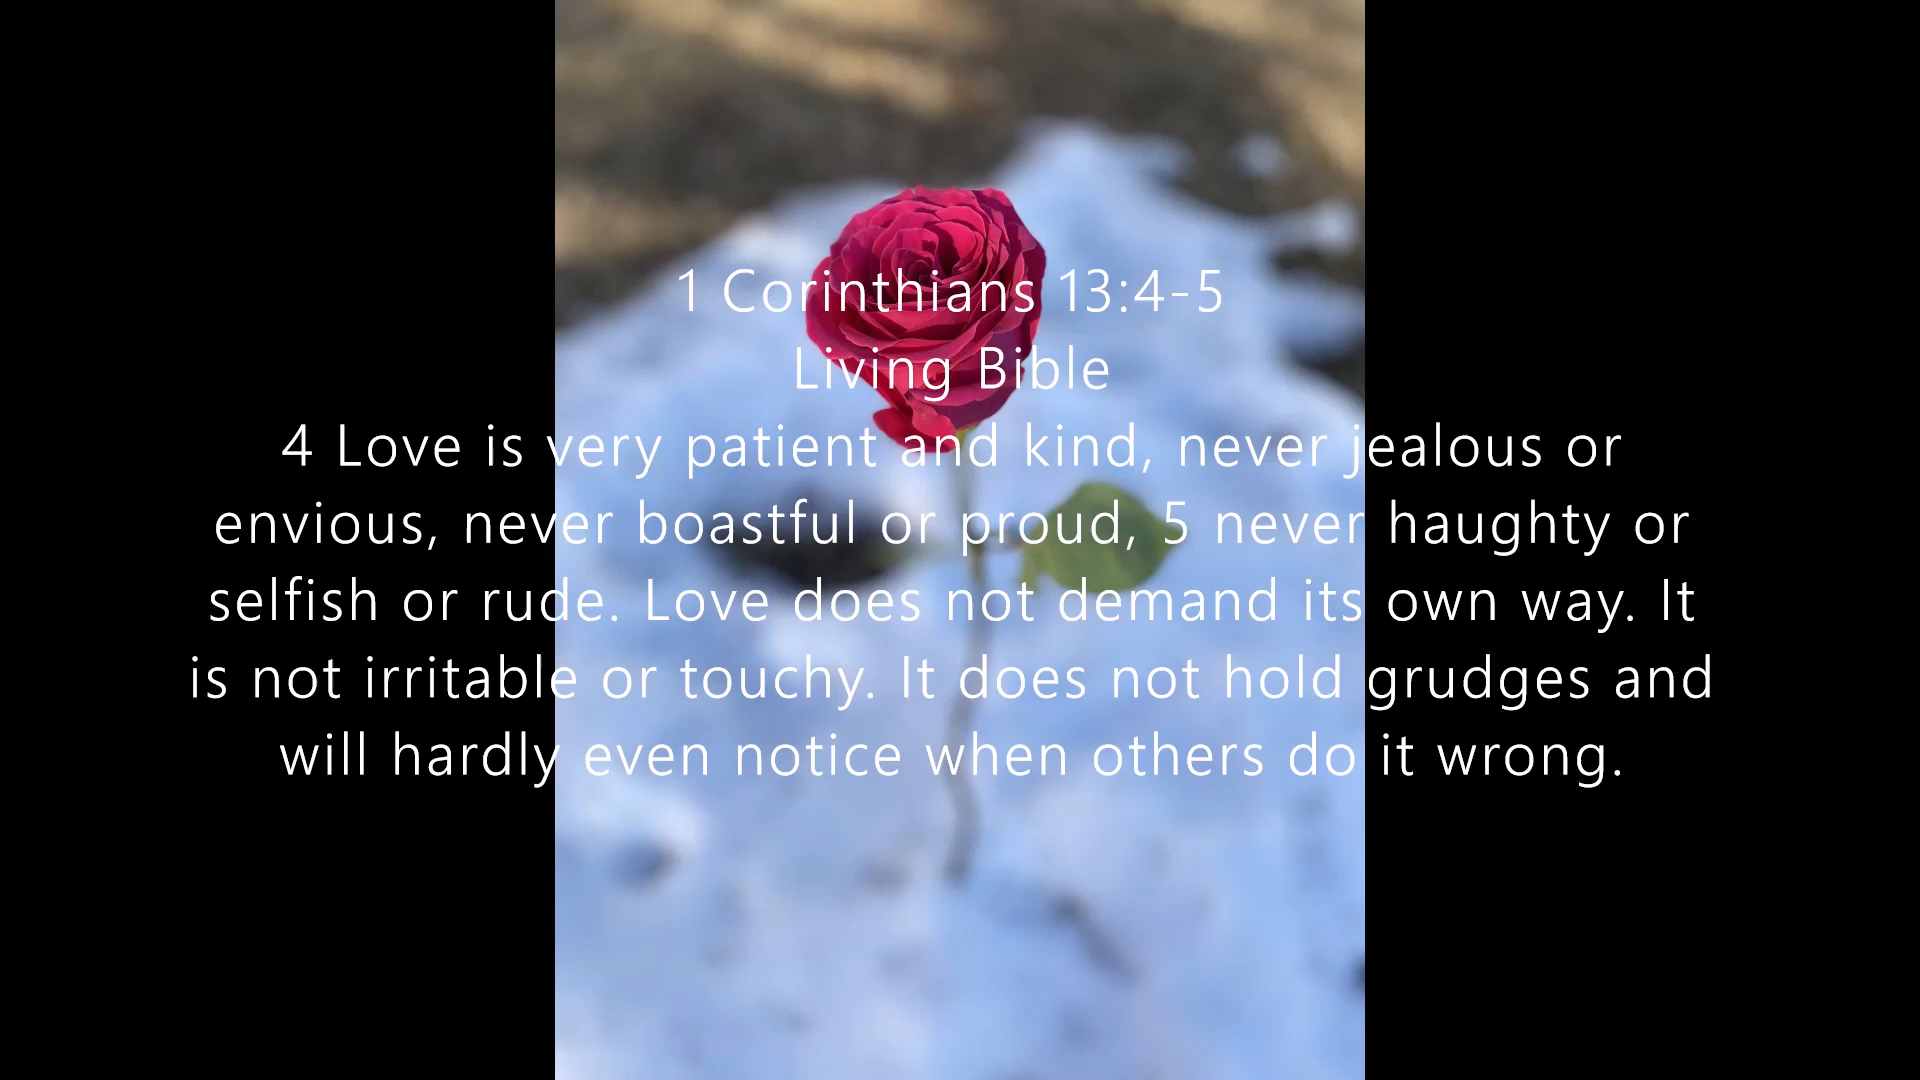 1 Corinthians 13:4-5
Living Bible
4 Love is very patient and kind, never jealous or
envious, never boastful or proud, 5 never haughty or
selfish or rude. Love does not demand its own way. It
is not irritable or touchy. It does not hold grudges and
will hardly even notice when others do it wrong.